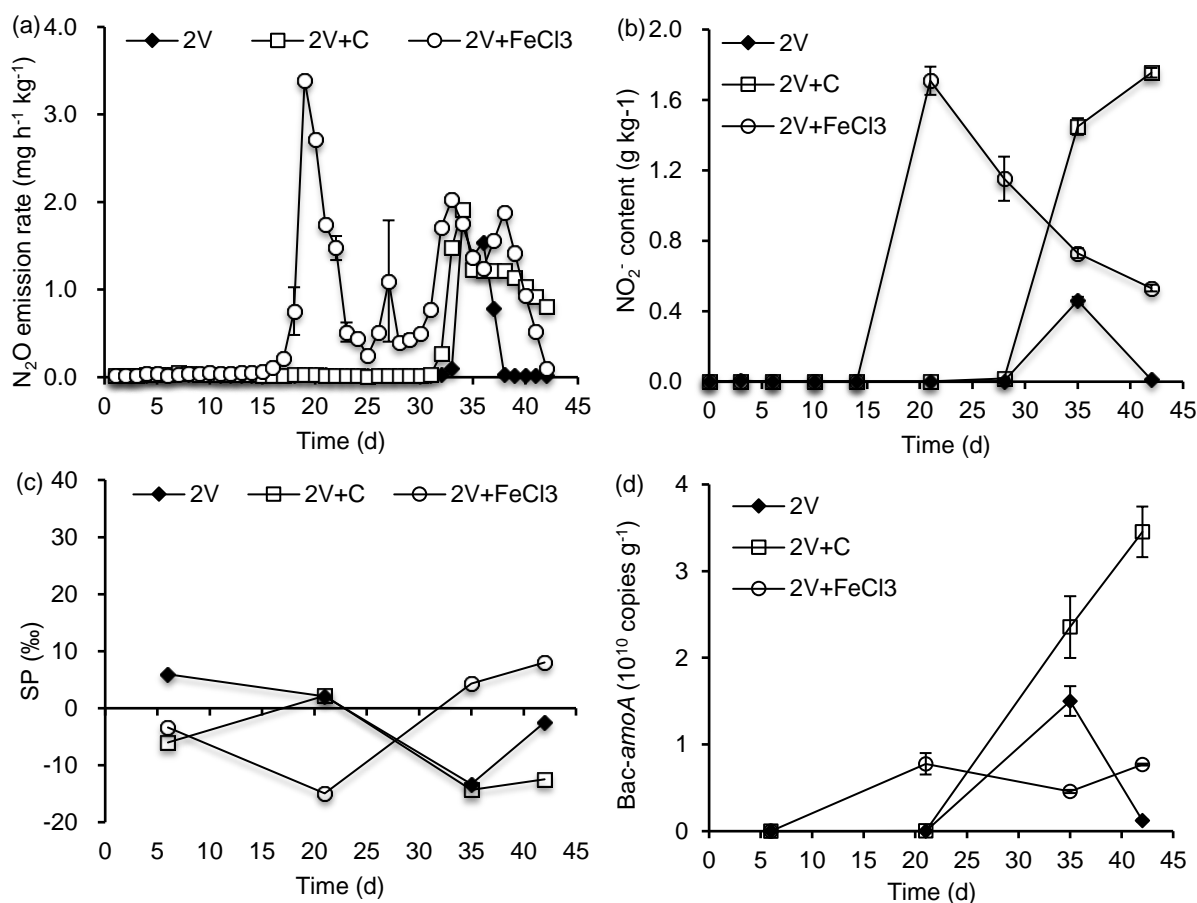 (a)
2V 2V+C 2V+FeCl3
N₂O emission rate (mg h⁻¹ kg⁻¹)
4.0
3.0
2.0
1.0
0.0
0 5 10 15 20 25 30 35 40 45
Time (d)
(b)
2V
2V+C
2V+FeCl3
NO₂⁻ content (g kg-1)
2.0
1.6
1.2
0.8
0.4
0.0
0 5 10 15 20 25 30 35 40 45
Time (d)
(c)
2V 2V+C 2V+FeCl3
SP (‰)
40
30
20
10
0
-10
-20
0 5 10 15 20 25 30 35 40 45
Time (d)
(d)
2V
2V+C
2V+FeCl3
Bac-amoA (10¹⁰ copies g⁻¹)
4
3
2
1
0
0 5 10 15 20 25 30 35 40 45
Time (d)